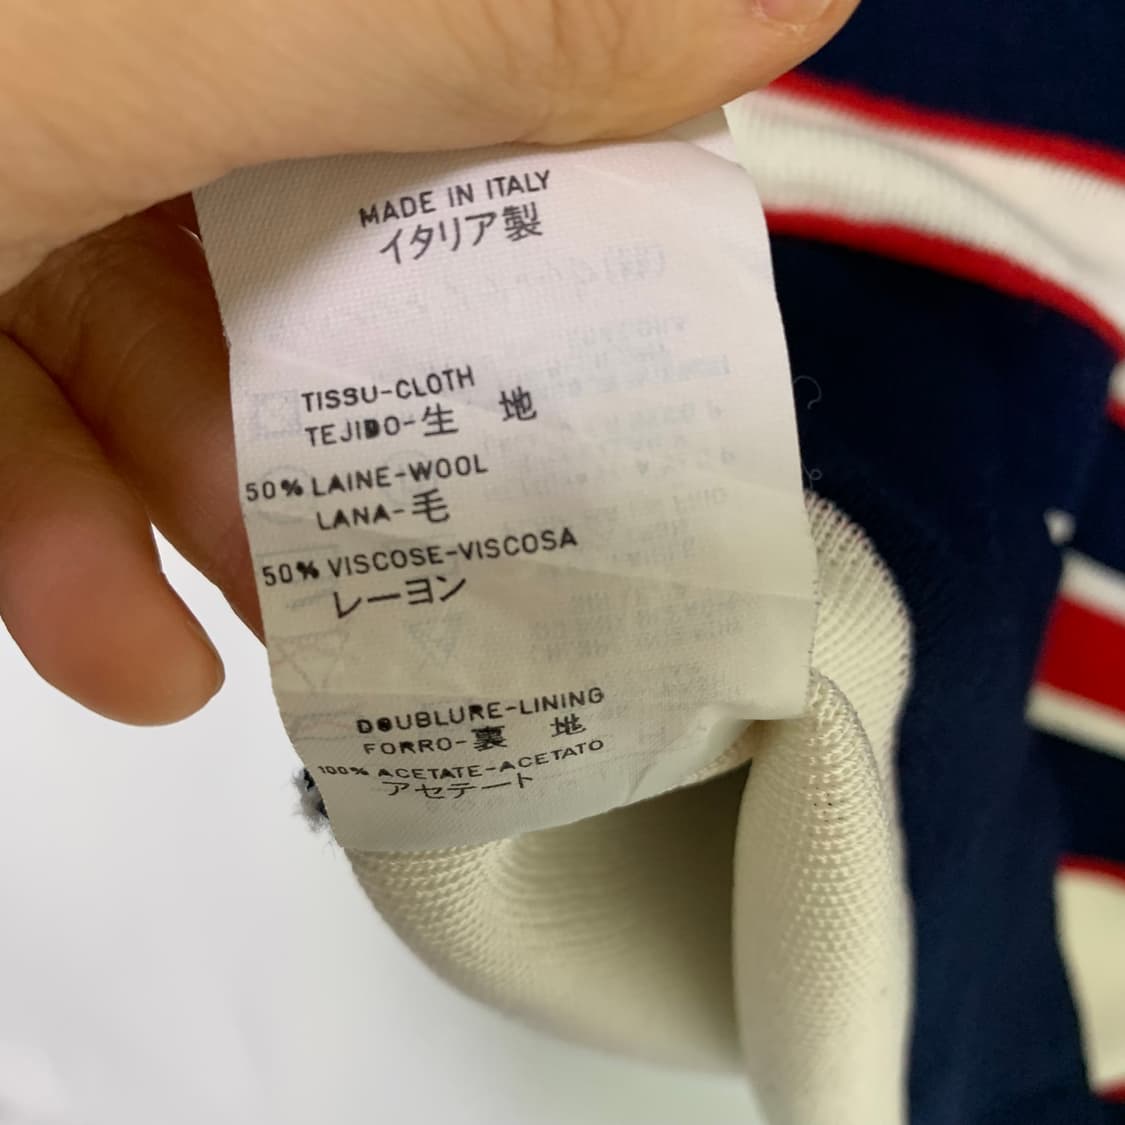 MADE IN ITALY
イタリア製
TISSU-CLOTH
TEJIDO-生 地
50% LAINE-WOOL
LANA-毛
50% VISCOSE-VISCOSA
レーヨン
DOUBLURE-LINING
FORRO-裏 地
100% ACETATE-ACETATO
アセテート